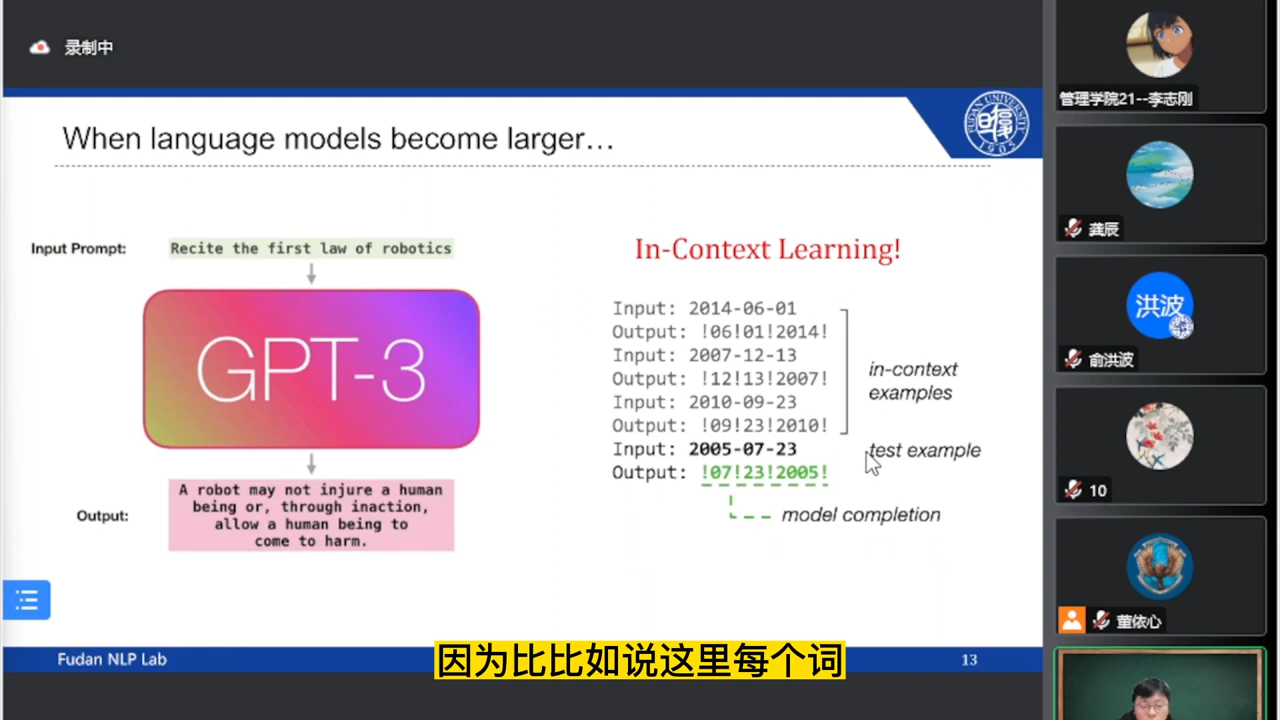 录制中
When language models become larger…
Input Prompt:
Recite the first law of robotics
GPT-3
Output:
A robot may not injure a human
being or, through inaction,
allow a human being to
come to harm.
In-Context Learning!
Input: 2014-06-01
Output: !06!01!2014!
Input: 2007-12-13
Output: !12!13!2007!
Input: 2010-09-23
Output: !09!23!2010!
Input: 2005-07-23
Output: !07!23!2005!
in-context
examples
test example
model completion
Fudan NLP Lab
13
因为比比如说这里每个词
FUDAN UNIVERSITY
1905
管理学院21--李志刚
龚辰
洪波
俞洪波
10
董依心